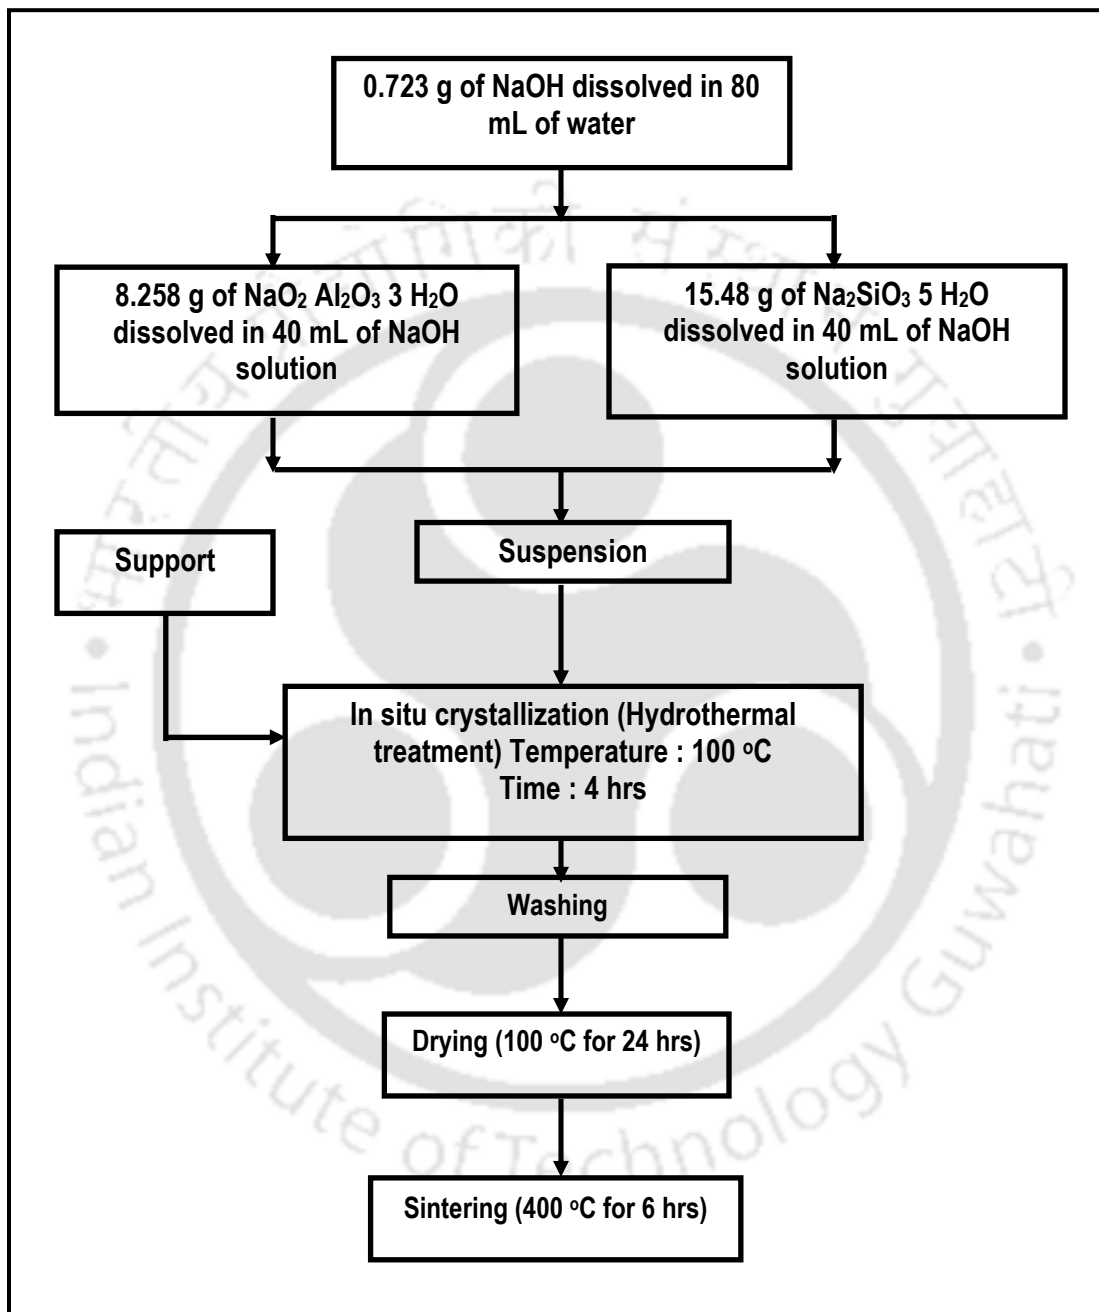 0.723 g of NaOH dissolved in 80
mL of water
8.258 g of NaO₂ Al₂O₃ 3 H₂O
dissolved in 40 mL of NaOH
solution
15.48 g of Na₂SiO₃ 5 H₂O
dissolved in 40 mL of NaOH
solution
Suspension
Support
In situ crystallization (Hydrothermal
treatment) Temperature : 100 ºC
Time : 4 hrs
Washing
Drying (100 ºC for 24 hrs)
Sintering (400 ºC for 6 hrs)
Indian Institute of Technology Guwahati